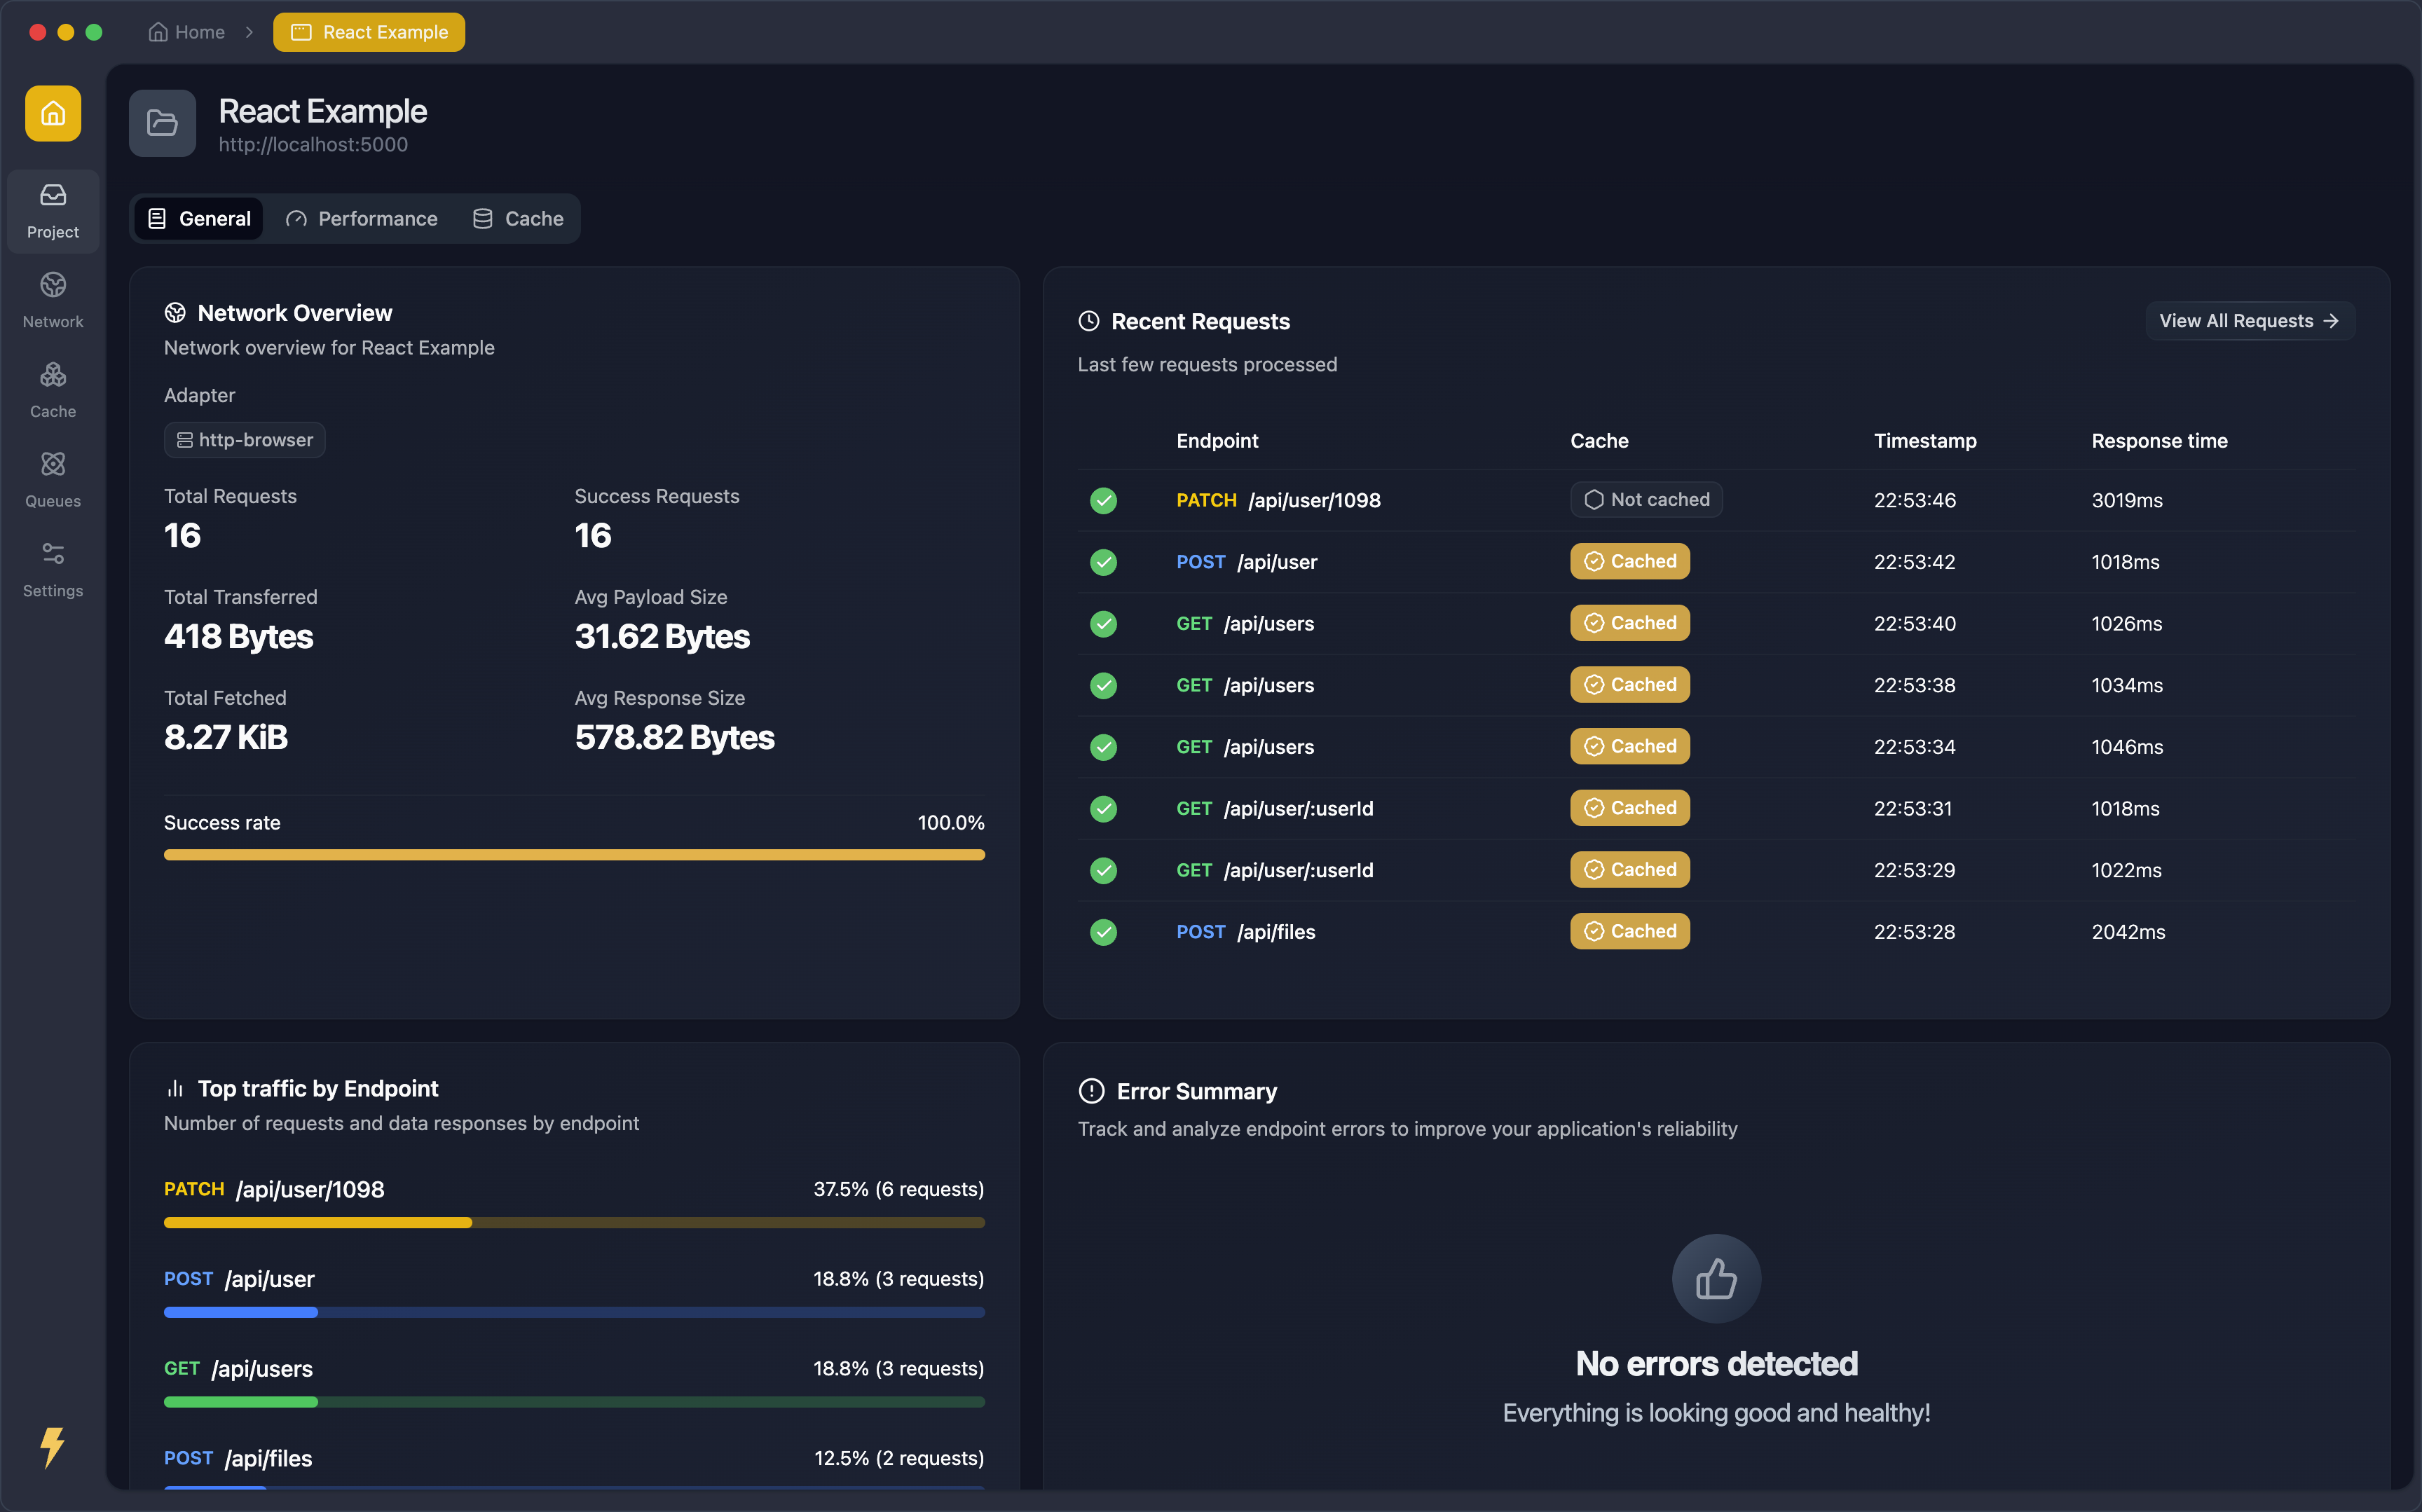 Home
React Example
React Example
http://localhost:5000
Project
Network
Cache
Queues
Settings
General
Performance
Cache
Network Overview
Network overview for React Example
Adapter
http-browser
Total Requests
16
Success Requests
16
Total Transferred
418 Bytes
Avg Payload Size
31.62 Bytes
Total Fetched
8.27 KiB
Avg Response Size
578.82 Bytes
Success rate 100.0%
Recent Requests
View All Requests
Last few requests processed
Endpoint Cache Timestamp Response time
PATCH /api/user/1098 Not cached 22:53:46 3019ms
POST /api/user Cached 22:53:42 1018ms
GET /api/users Cached 22:53:40 1026ms
GET /api/users Cached 22:53:38 1034ms
GET /api/users Cached 22:53:34 1046ms
GET /api/user/:userId Cached 22:53:31 1018ms
GET /api/user/:userId Cached 22:53:29 1022ms
POST /api/files Cached 22:53:28 2042ms
Top traffic by Endpoint
Number of requests and data responses by endpoint
PATCH /api/user/1098 37.5% (6 requests)
POST /api/user 18.8% (3 requests)
GET /api/users 18.8% (3 requests)
POST /api/files 12.5% (2 requests)
Error Summary
Track and analyze endpoint errors to improve your application's reliability
No errors detected
Everything is looking good and healthy!